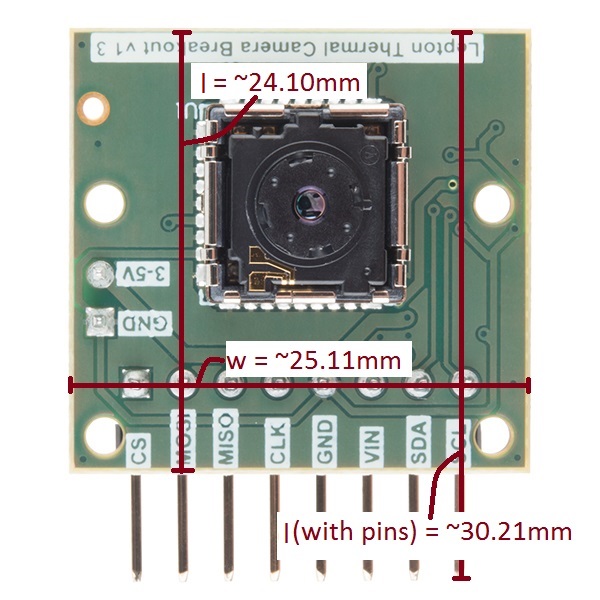 Lepton Thermal Camera Breakout v1.3
l = ~24.10mm
3-5V
GND
w = ~25.11mm
CS
MOSI
MISO
CLK
GND
VIN
SDA
SCL
l(with pins) = ~30.21mm